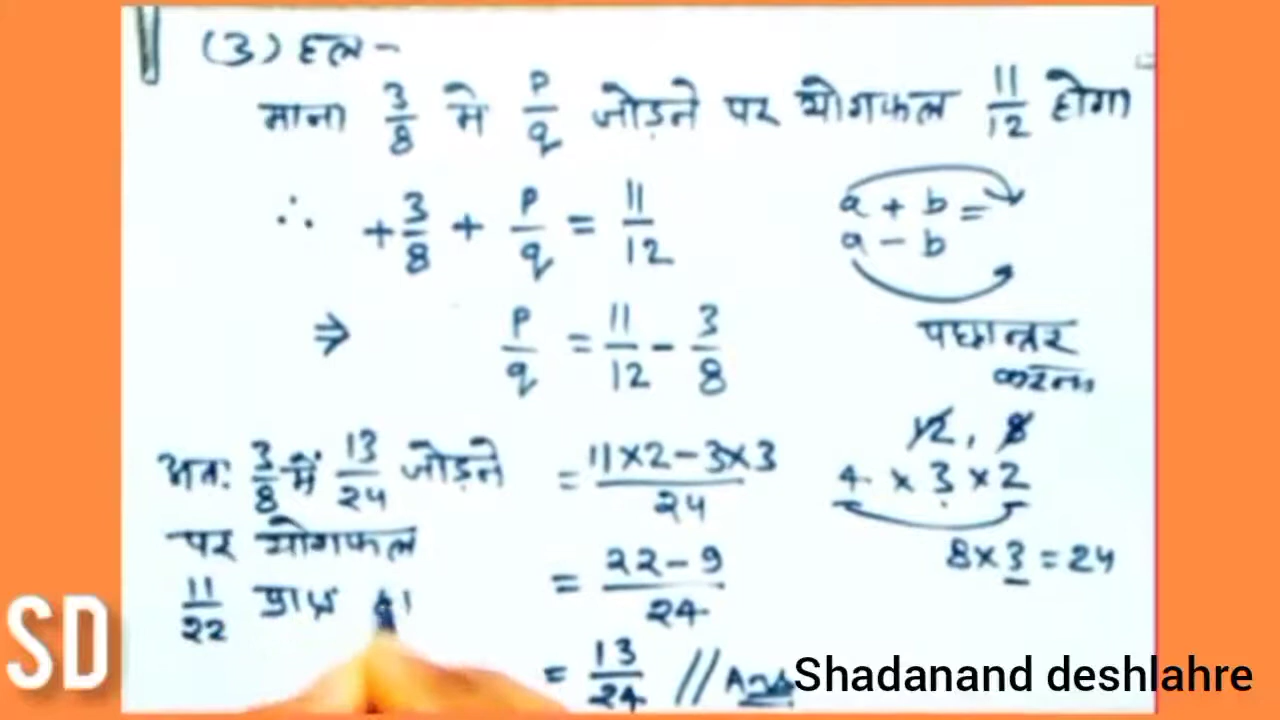 (3) हल -
माना 3/8 मे P/q जोड़ने पर योगफल 11/12 होगा
∴ +3/8 + P/q = 11/12
⇒ P/q = 11/12 - 3/8
= 11×2-3×3/24
= 22-9/24
= 13/24 // Ans
a + b =
a - b
पछान्तर
करना
12, 8
4 × 3 × 2
8×3 = 24
अतः 3/8 में 13/24 जोड़ने
पर योगफल
11/22
SD
Shadanand deshlahre